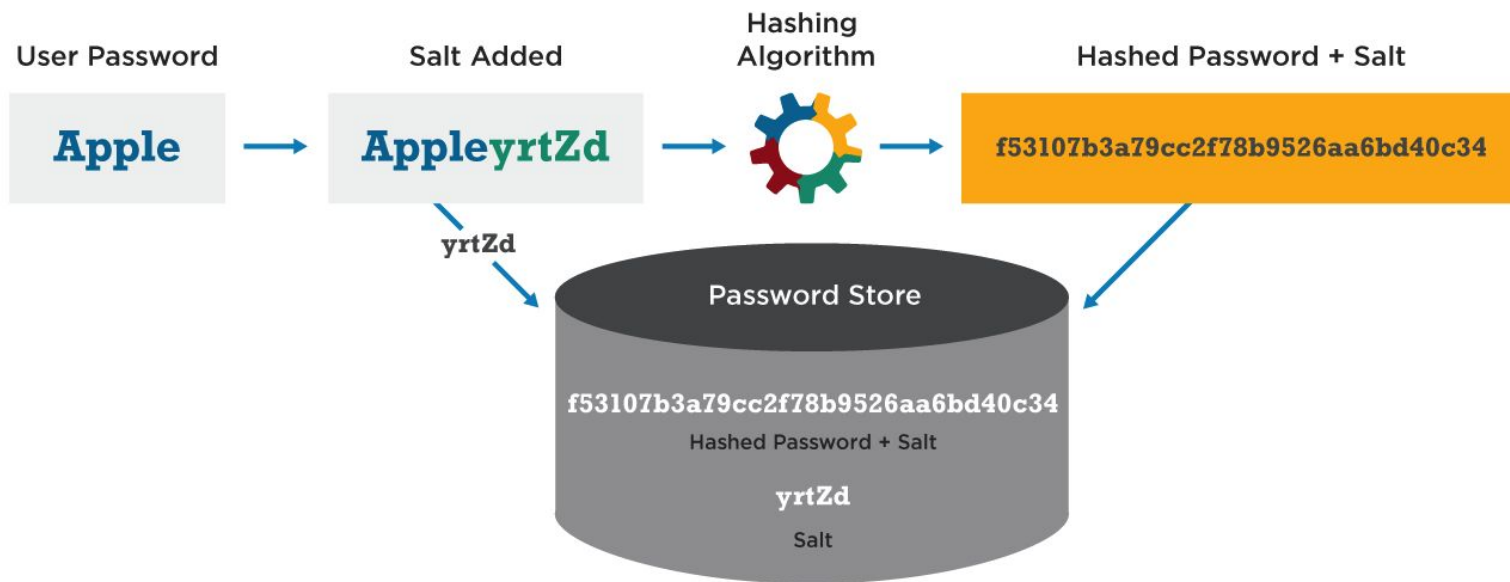 User Password
Salt Added
Hashing
Algorithm
Hashed Password + Salt
Apple
AppleyrtZd
f53107b3a79cc2f78b9526aa6bd40c34
yrtZd
Password Store
f53107b3a79cc2f78b9526aa6bd40c34
Hashed Password + Salt
yrtZd
Salt